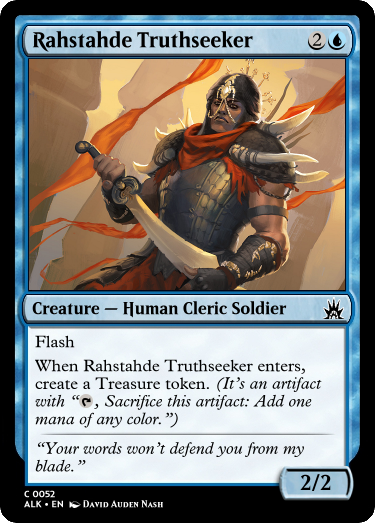 Rahstahde Truthseeker 2
Creature — Human Cleric Soldier
Flash
When Rahstahde Truthseeker enters,
create a Treasure token. (It's an artifact
with “, Sacrifice this artifact: Add one
mana of any color.”)
“Your words won't defend you from my
blade.”
2/2
C 0052
ALK • EN David Auden Nash